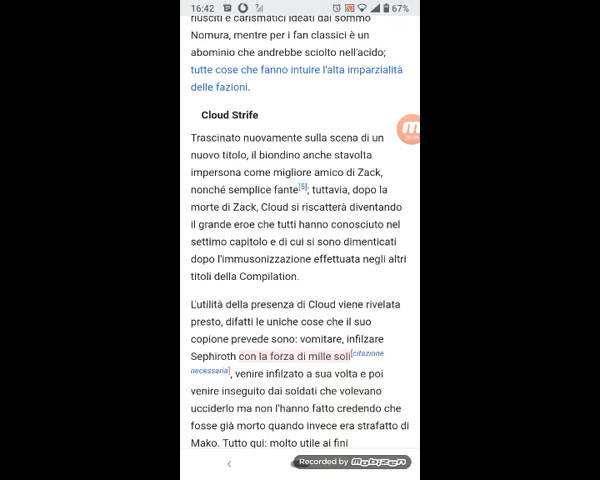 16:42
67%
riusciti e carismatici ideati dal sommo
Nomura, mentre per i fan classici è un
abominio che andrebbe sciolto nell'acido;
tutte cose che fanno intuire l'alta imparzialità
delle fazioni.
Cloud Strife
Trascinato nuovamente sulla scena di un
nuovo titolo, il biondino anche stavolta
impersona come migliore amico di Zack,
nonché semplice fante[5]; tuttavia, dopo la
morte di Zack, Cloud si riscatterà diventando
il grande eroe che tutti hanno conosciuto nel
settimo capitolo e di cui si sono dimenticati
dopo l'immusonizzazione effettuata negli altri
titoli della Compilation.
L'utilità della presenza di Cloud viene rivelata
presto, difatti le uniche cose che il suo
copione prevede sono: vomitare, infilzare
Sephiroth con la forza di mille soli[citazione
necessaria], venire infilzato a sua volta e poi
venire inseguito dai soldati che volevano
ucciderlo ma non l'hanno fatto credendo che
fosse già morto quando invece era strafatto di
Mako. Tutto qui: molto utile ai fini
Recorded by Mobizen